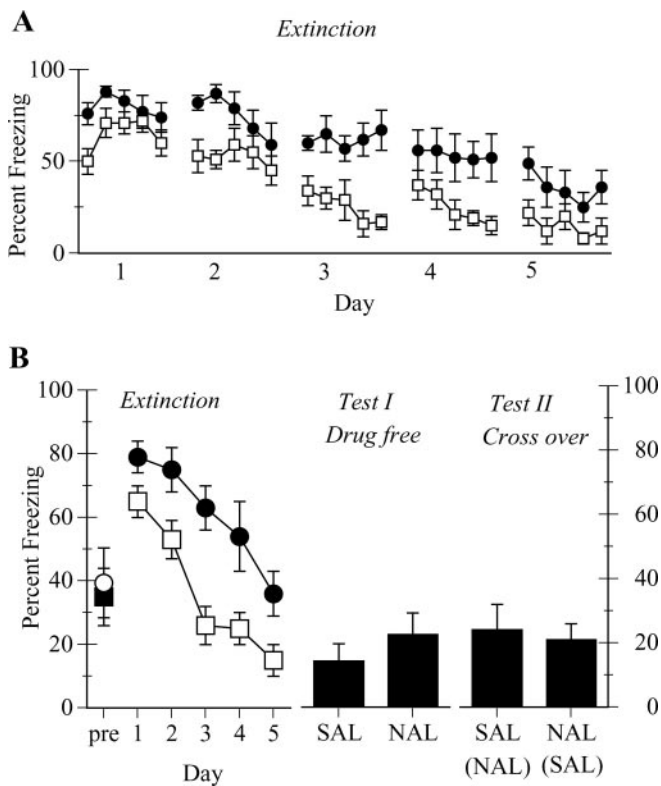 A
Extinction
Percent Freezing
100
50
0
1 2 3 4 5
Day
B
Extinction
Test I
Drug free
Test II
Cross over
Percent Freezing
100
80
60
40
20
0
100
80
60
40
20
0
pre 1 2 3 4 5
Day
SAL NAL
SAL NAL
(NAL) (SAL)